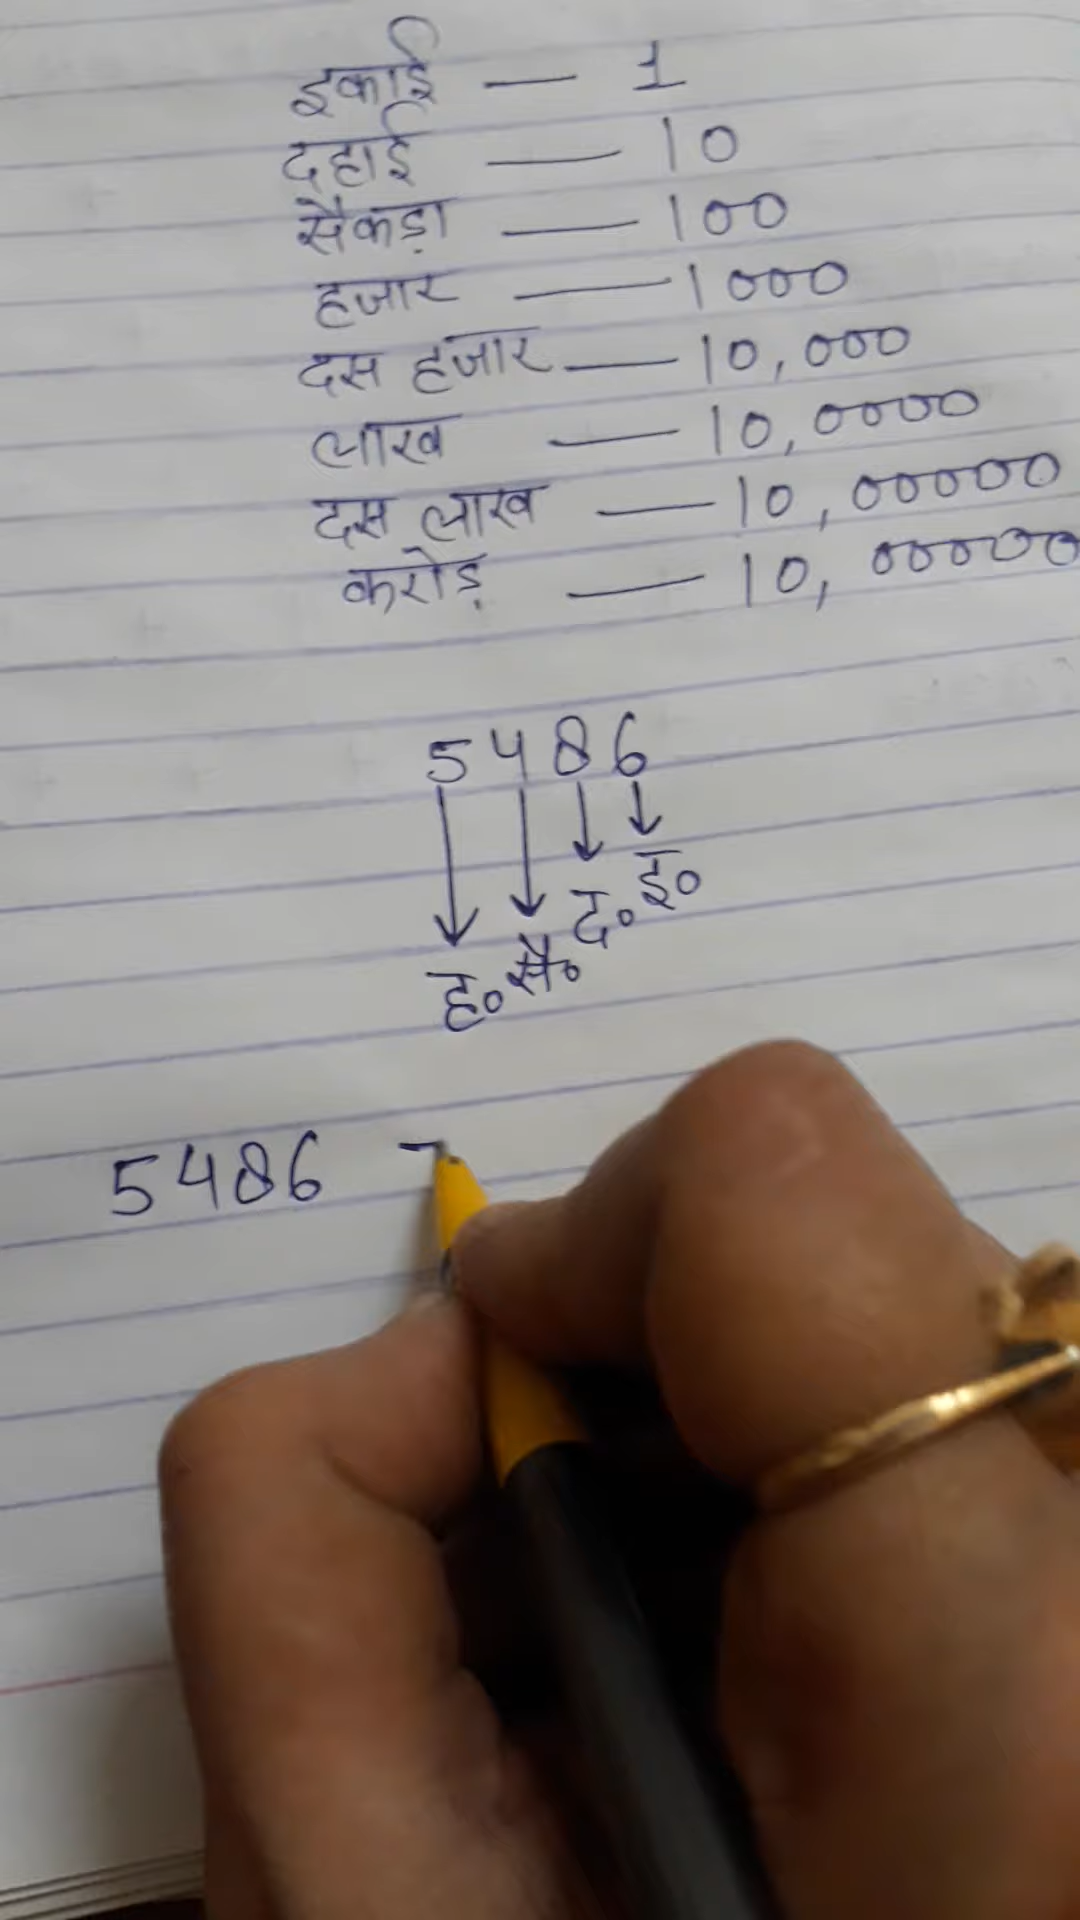 इकाई — 1
दहाई — 10
सैकड़ा — 100
हजार — 1000
दस हजार — 10,000
लाख — 10,0000
दस लाख — 10,00000
करोड़ — 10,00000
5486
ह० सै० द० इ०
5486 -